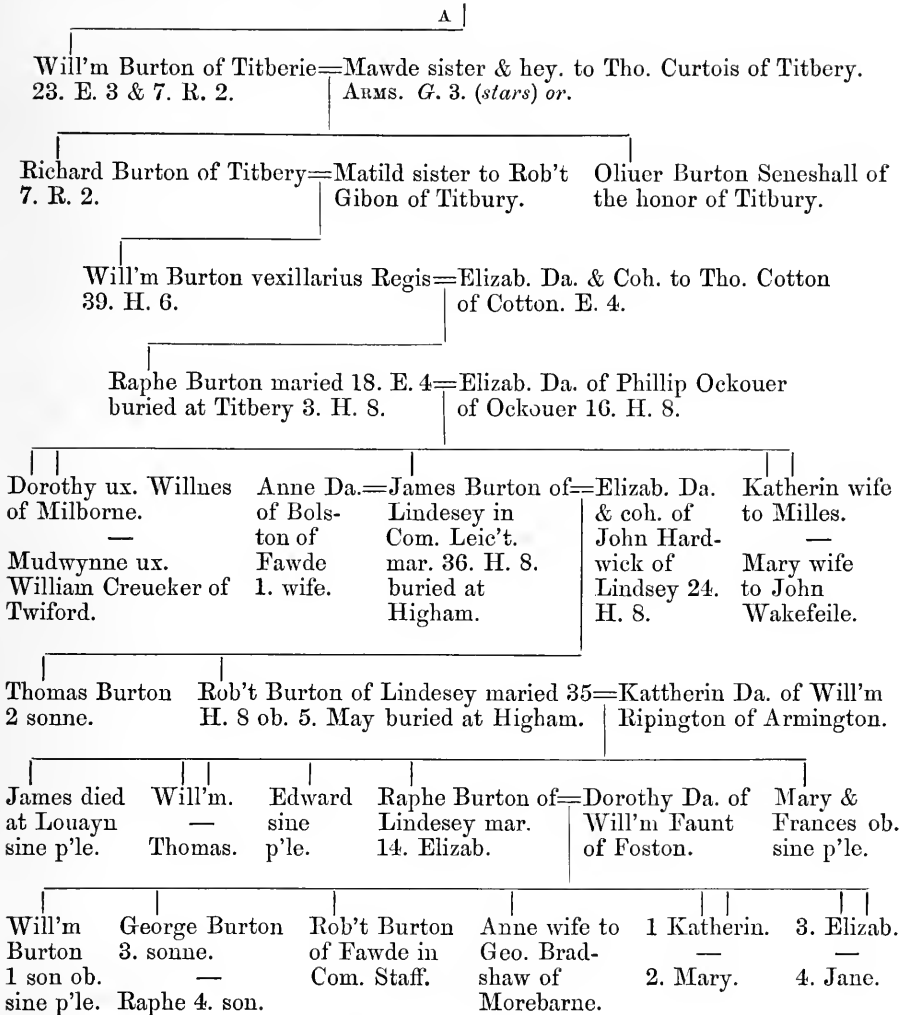 A
Will'm Burton of Titberie=Mawde sister & hey. to Tho. Curtois of Titbery.
23. E. 3 & 7. R. 2.
ARMS. G. 3. (stars) or.
Richard Burton of Titbery=Matild sister to Rob't
7. R. 2.
Gibon of Titbury.
Oliuer Burton Seneshall of
the honor of Titbury.
Will'm Burton vexillarius Regis=Elizab. Da. & Coh. to Tho. Cotton
39. H. 6.
of Cotton. E. 4.
Raphe Burton maried 18. E. 4=Elizab. Da. of Phillip Ockouer
buried at Titbery 3. H. 8.
of Ockouer 16. H. 8.
Dorothy ux. Willnes
of Milborne.
—
Mudwynne ux.
William Creucker of
Twiford.
Anne Da.=
of Bols-
ton of
Fawde
1. wife.
James Burton of=
Lindesey in
Com. Leic't.
mar. 36. H. 8.
buried at
Higham.
Elizab. Da.
& coh. of
John Hard-
wick of
Lindsey 24.
H. 8.
Katherin wife
to Milles.
—
Mary wife
to John
Wakefeile.
Thomas Burton
2 sonne.
Rob't Burton of Lindesey maried 35=Kattherin Da. of Will'm
H. 8 ob. 5. May buried at Higham.
Ripington of Armington.
James died
at Louayn
sine p'le.
Will'm.
—
Thomas.
Edward
sine
p'le.
Raphe Burton of=
Lindesey mar.
14. Elizab.
Dorothy Da. of
Will'm Faunt
of Foston.
Mary &
Frances ob.
sine p'le.
Will'm
Burton
1 son ob.
sine p'le.
George Burton
3. sonne.
—
Raphe 4. son.
Rob't Burton
of Fawde in
Com. Staff.
Anne wife to
Geo. Brad-
shaw of
Morebarne.
1 Katherin.
—
2. Mary.
3. Elizab.
—
4. Jane.